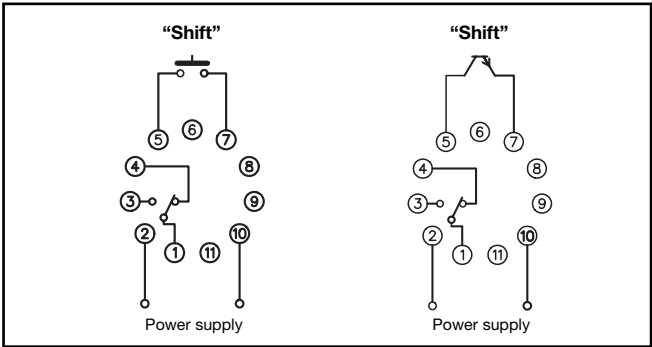 “Shift” “Shift”
5 6 7 5 6 7
4 8 4 8
3 9 3 9
2 10 2 10
1 11 1 11
Power supply Power supply